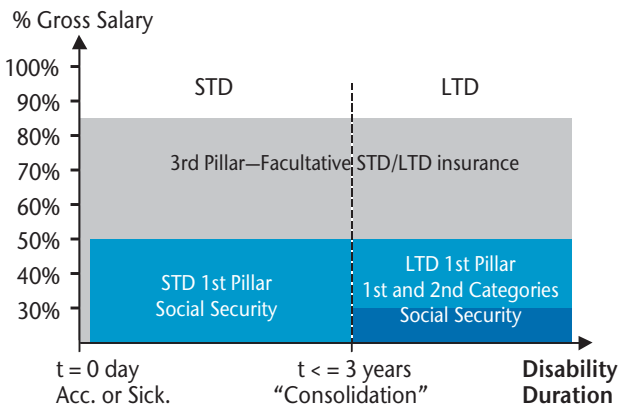 % Gross Salary
100%
90%
80%
70%
60%
50%
40%
30%
STD
LTD
3rd Pillar—Facultative STD/LTD insurance
STD 1st Pillar
Social Security
LTD 1st Pillar
1st and 2nd Categories
Social Security
t = 0 day
Acc. or Sick.
t < = 3 years
“Consolidation”
Disability
Duration